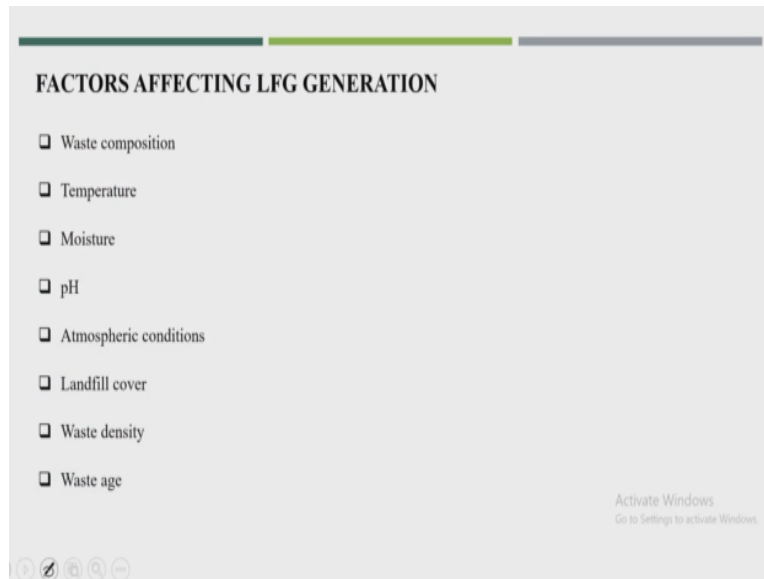 FACTORS AFFECTING LFG GENERATION
Waste composition
Temperature
Moisture
pH
Atmospheric conditions
Landfill cover
Waste density
Waste age
Activate Windows
Go to Settings to activate Windows.